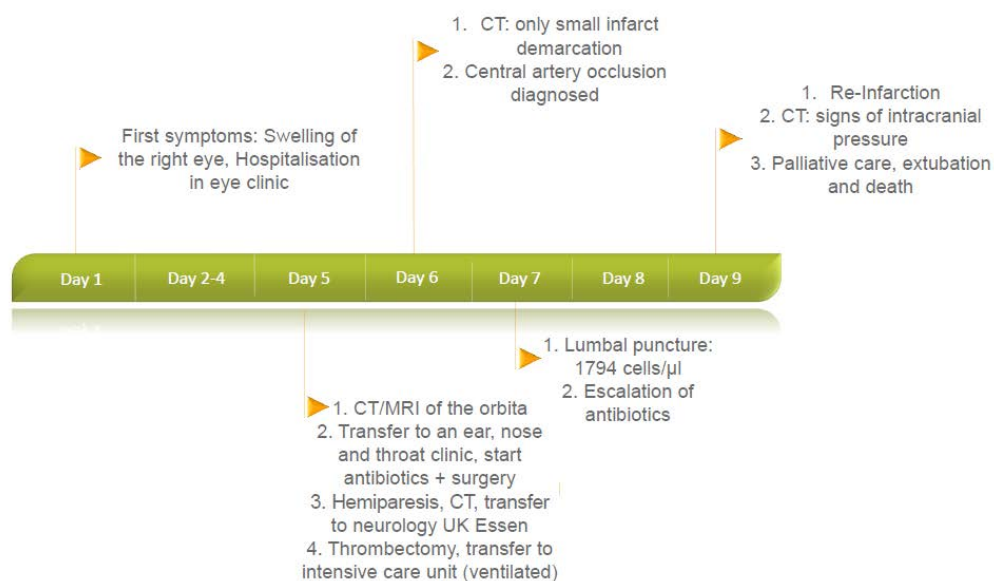 1. CT: only small infarct
demarcation
2. Central artery occlusion
diagnosed
1. Re-Infarction
2. CT: signs of intracranial
pressure
3. Palliative care, extubation
and death
First symptoms: Swelling of
the right eye, Hospitalisation
in eye clinic
Day 1
Day 2-4
Day 5
Day 6
Day 7
Day 8
Day 9
1. Lumbal puncture:
1794 cells/µl
2. Escalation of
antibiotics
1. CT/MRI of the orbita
2. Transfer to an ear, nose
and throat clinic, start
antibiotics + surgery
3. Hemiparesis, CT, transfer
to neurology UK Essen
4. Thrombectomy, transfer to
intensive care unit (ventilated)